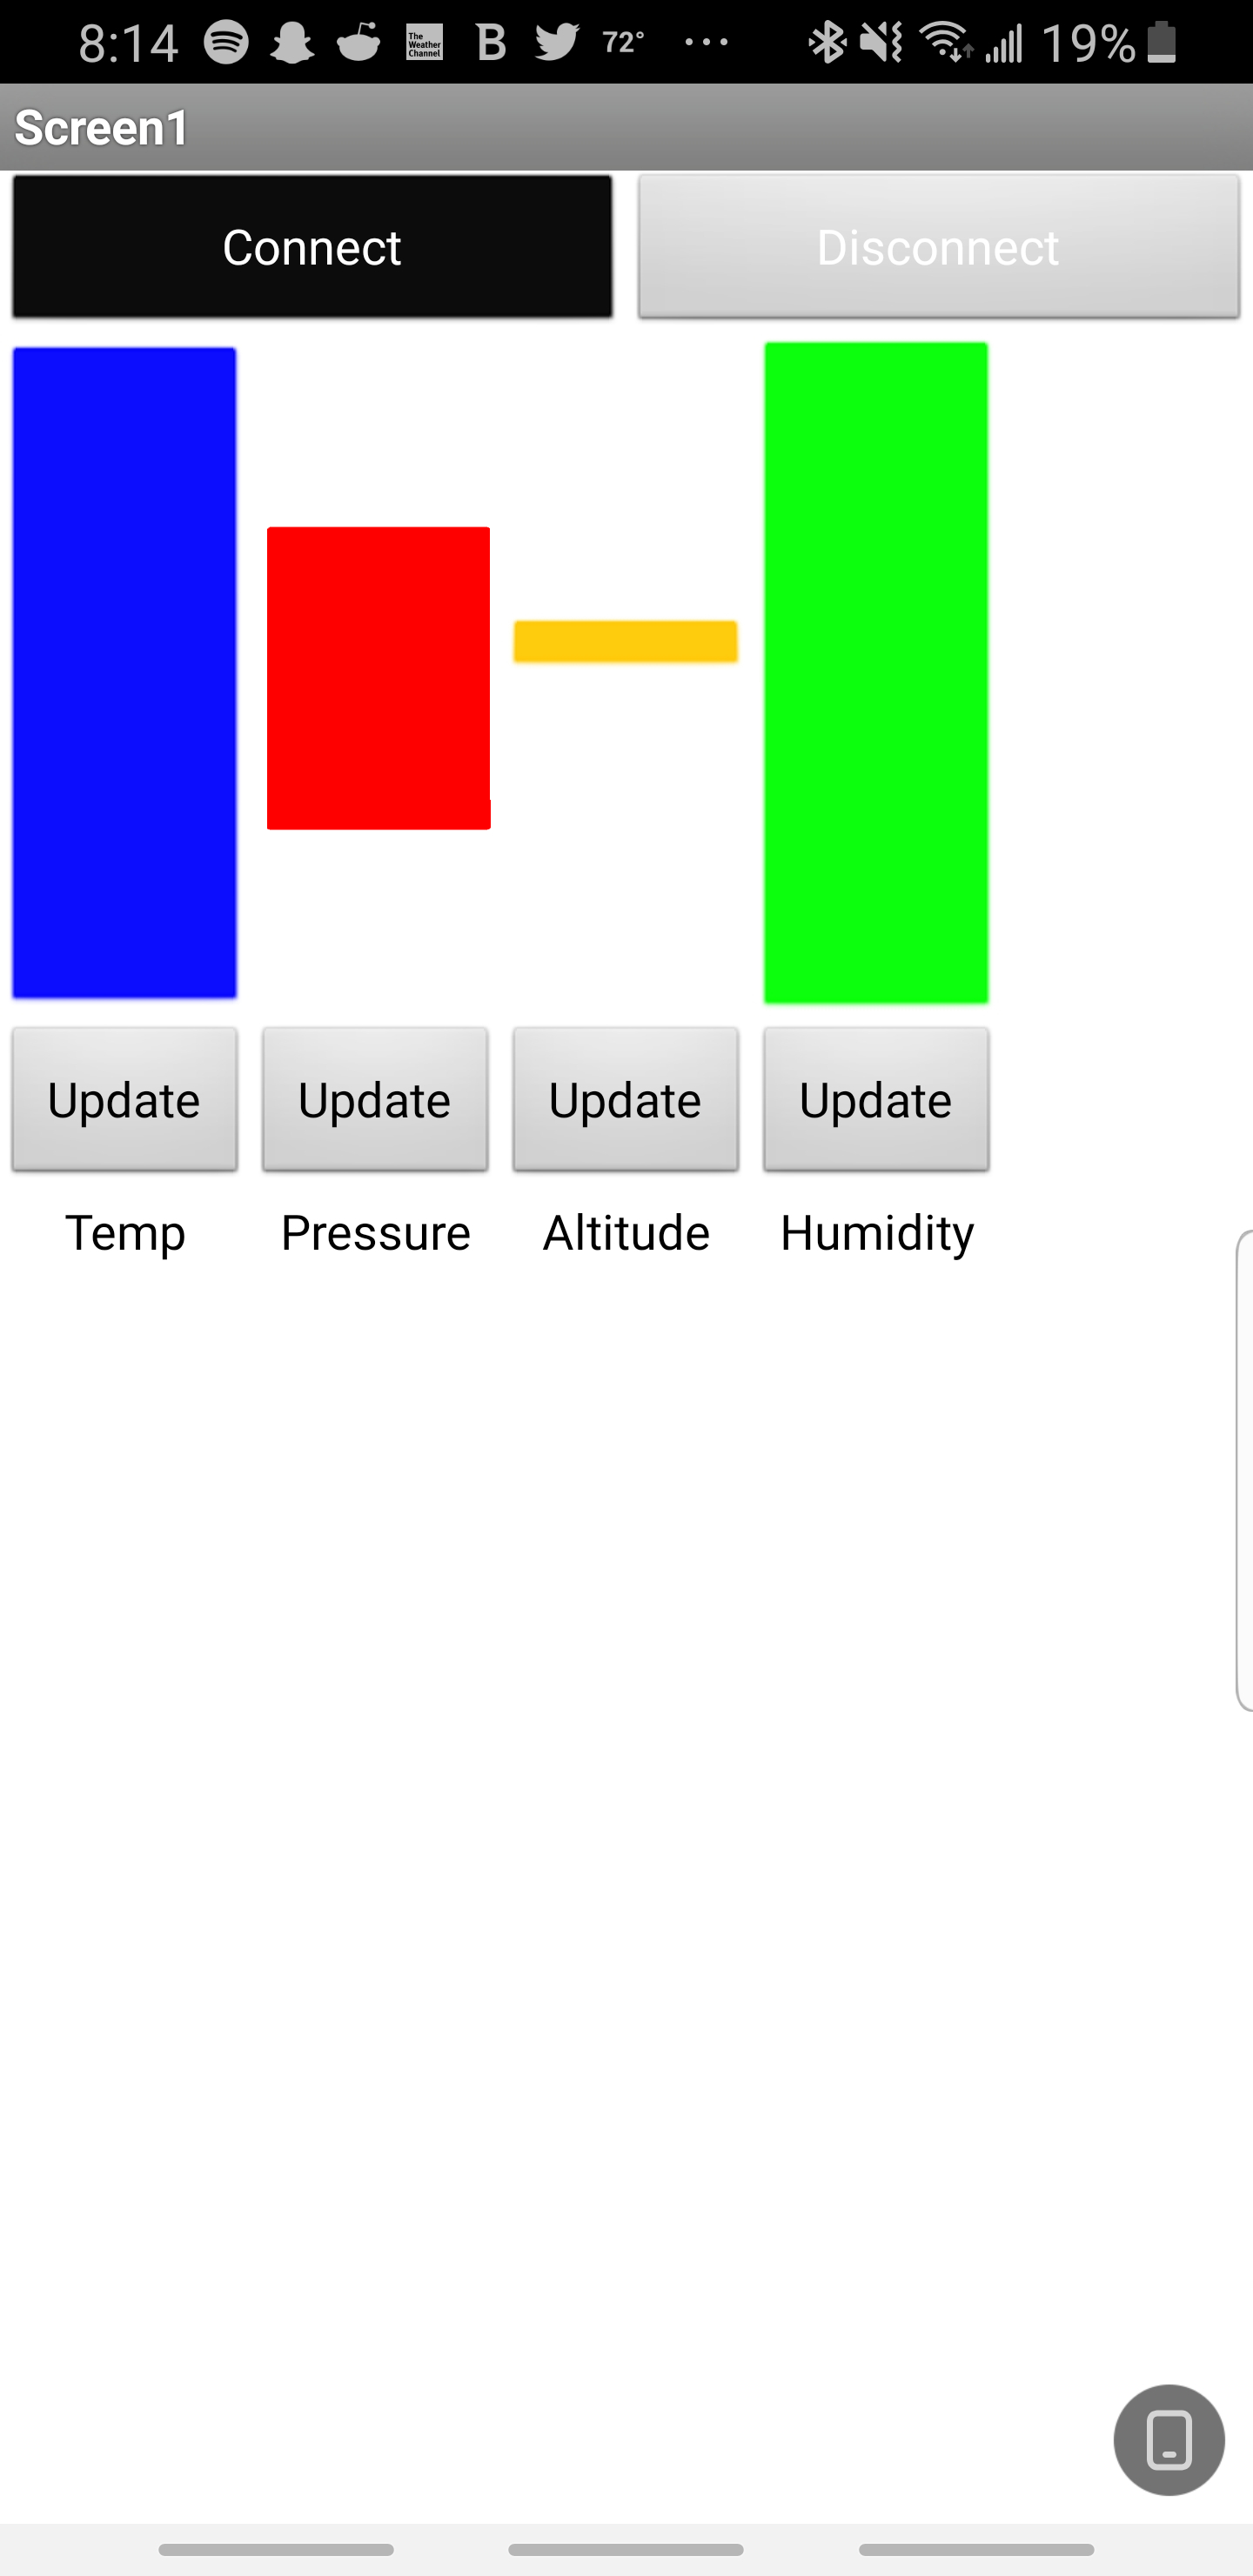 8:14 The Weather Channel B 72° ... 19%
Screen1
Connect Disconnect
Update Update Update Update
Temp Pressure Altitude Humidity